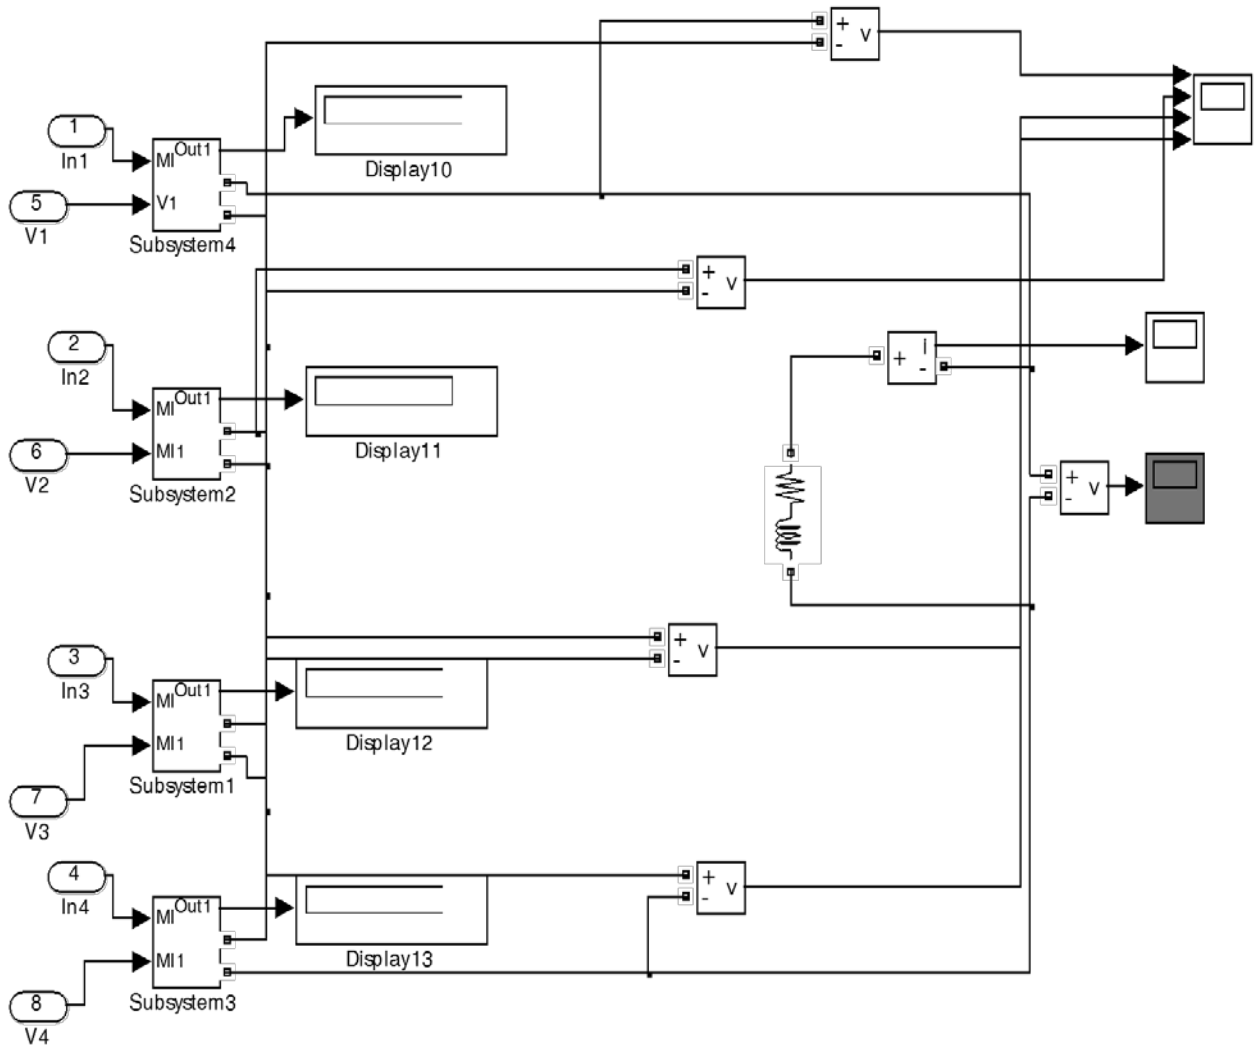 +
- v
1
In1
MI Out1
V1
Subsystem4
5
V1
Display10
+
- v
2
In2
MI Out1
MI1
Subsystem2
6
V2
Display11
+ i
-
+
- v
3
In3
MI Out1
MI1
Subsystem1
7
V3
Display12
+
- v
4
In4
MI Out1
MI1
Subsystem3
8
V4
Display13
+
- v